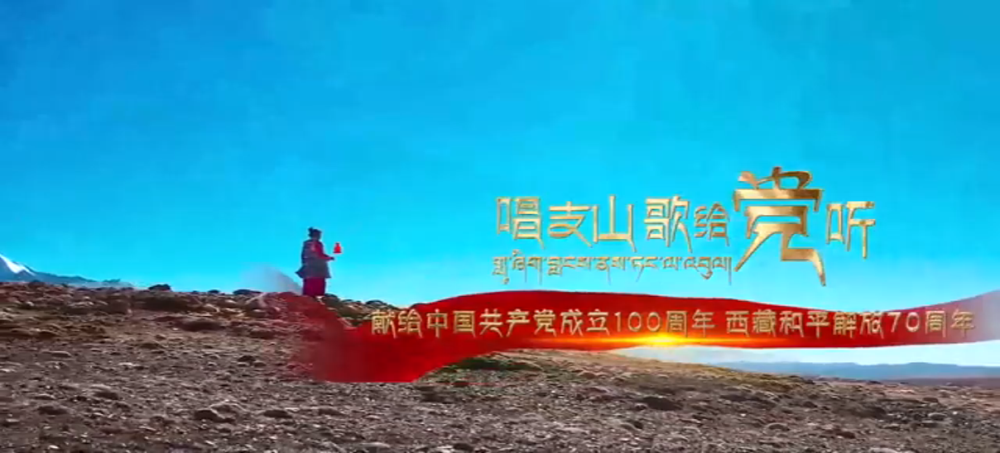 唱支山歌给党听
གླུ་ཞིག་བླངས་ནས་ཏང་ལ་འབུལ།
献给中国共产党成立100周年 西藏和平解放70周年